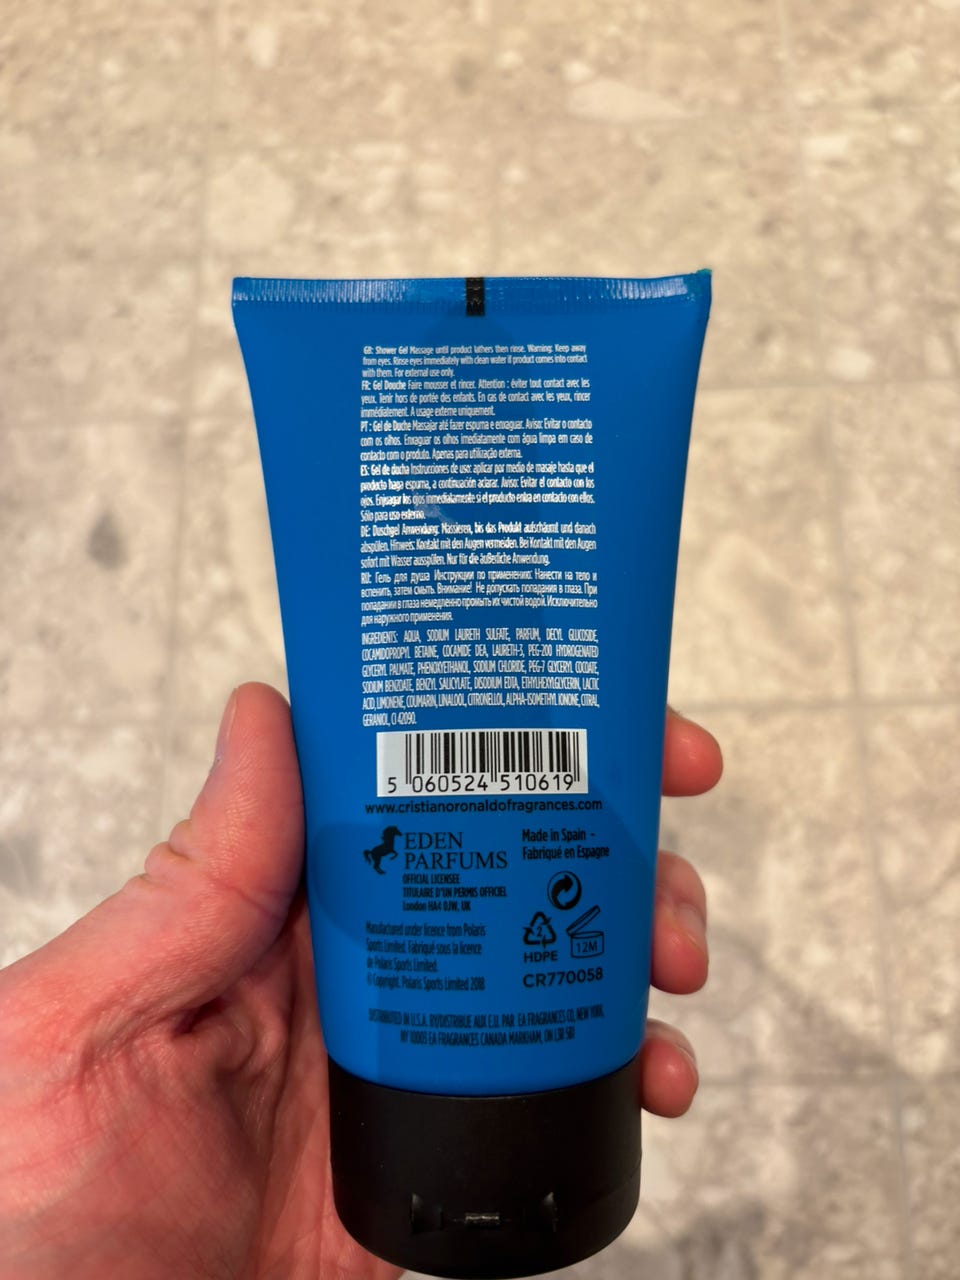 GB: Shower Gel Massage until product lathers then rinse. Warning: Keep away
from eyes. Rinse eyes immediately with clean water if product comes into contact
with them. For external use only.
FR: Gel Douche Faire mousser et rincer. Attention : éviter tout contact avec les
yeux. Tenir hors de portée des enfants. En cas de contact avec les yeux, rincer
immédiatement. A usage externe uniquement.
PT : Gel de Duche Massajar até fazer espuma e enxaguar. Aviso: Evitar o contacto
com os olhos. Enxaguar os olhos imediatamente com água limpa em caso de
contacto com o produto. Apenas para utilização externa.
ES: Gel de ducha Instrucciones de uso: aplicar por medio de masaje hasta que el
producto haga espuma, a continuación aclarar. Aviso: Evitar el contacto con los
ojos. Enjuagar los ojos inmediatamente si el producto entra en contacto con ellos.
Sólo para uso externo.
DE: Duschgel Anwendung: Massieren, bis das Produkt aufschäumt und danach
abspülen. Hinweis: Kontakt mit den Augen vermeiden. Bei Kontakt mit den Augen
sofort mit Wasser ausspülen. Nur für die äußerliche Anwendung.
RU: Гель для душа Инструкции по применению: Нанести на тело и
вспенить, затем смыть. Внимание! Не допускать попадания в глаза. При
попадании в глаза немедленно промыть их чистой водой. Исключительно
для наружного применения.
INGREDIENTS: AQUA, SODIUM LAURETH SULFATE, PARFUM, DECYL GLUCOSIDE,
COCAMIDOPROPYL BETAINE, COCAMIDE DEA, LAURETH-3, PEG-200 HYDROGENATED
GLYCERYL PALMATE, PHENOXYETHANOL, SODIUM CHLORIDE, PEG-7 GLYCERYL COCOATE,
SODIUM BENZOATE, BENZYL SALICYLATE, DISODIUM EDTA, ETHYLHEXYLGLYCERIN, LACTIC
ACID, LIMONENE, COUMARIN, LINALOOL, CITRONELLOL, ALPHA-ISOMETHYL IONONE, CITRAL,
GERANIOL, CI 42090.
5 060524 510619
www.cristianoronaldofragrances.com
EDEN
PARFUMS
OFFICIAL LICENSEE
TITULAIRE D'UN PERMIS OFFICIEL
London HA4 0JW, UK
Made in Spain -
Fabriqué en Espagne
Manufactured under licence from Polaris
Sports Limited. Fabriqué sous la licence
de Polaris Sports Limited.
© Copyright. Polaris Sports Limited 2018
2
HDPE
12M
CR770058
DISTRIBUTED IN U.S.A. BY/DISTRIBUE AUX E.U. PAR EA FRAGRANCES CO, NEW YORK,
NY 10003 EA FRAGRANCES CANADA MARKHAM, ON L3R 5B1